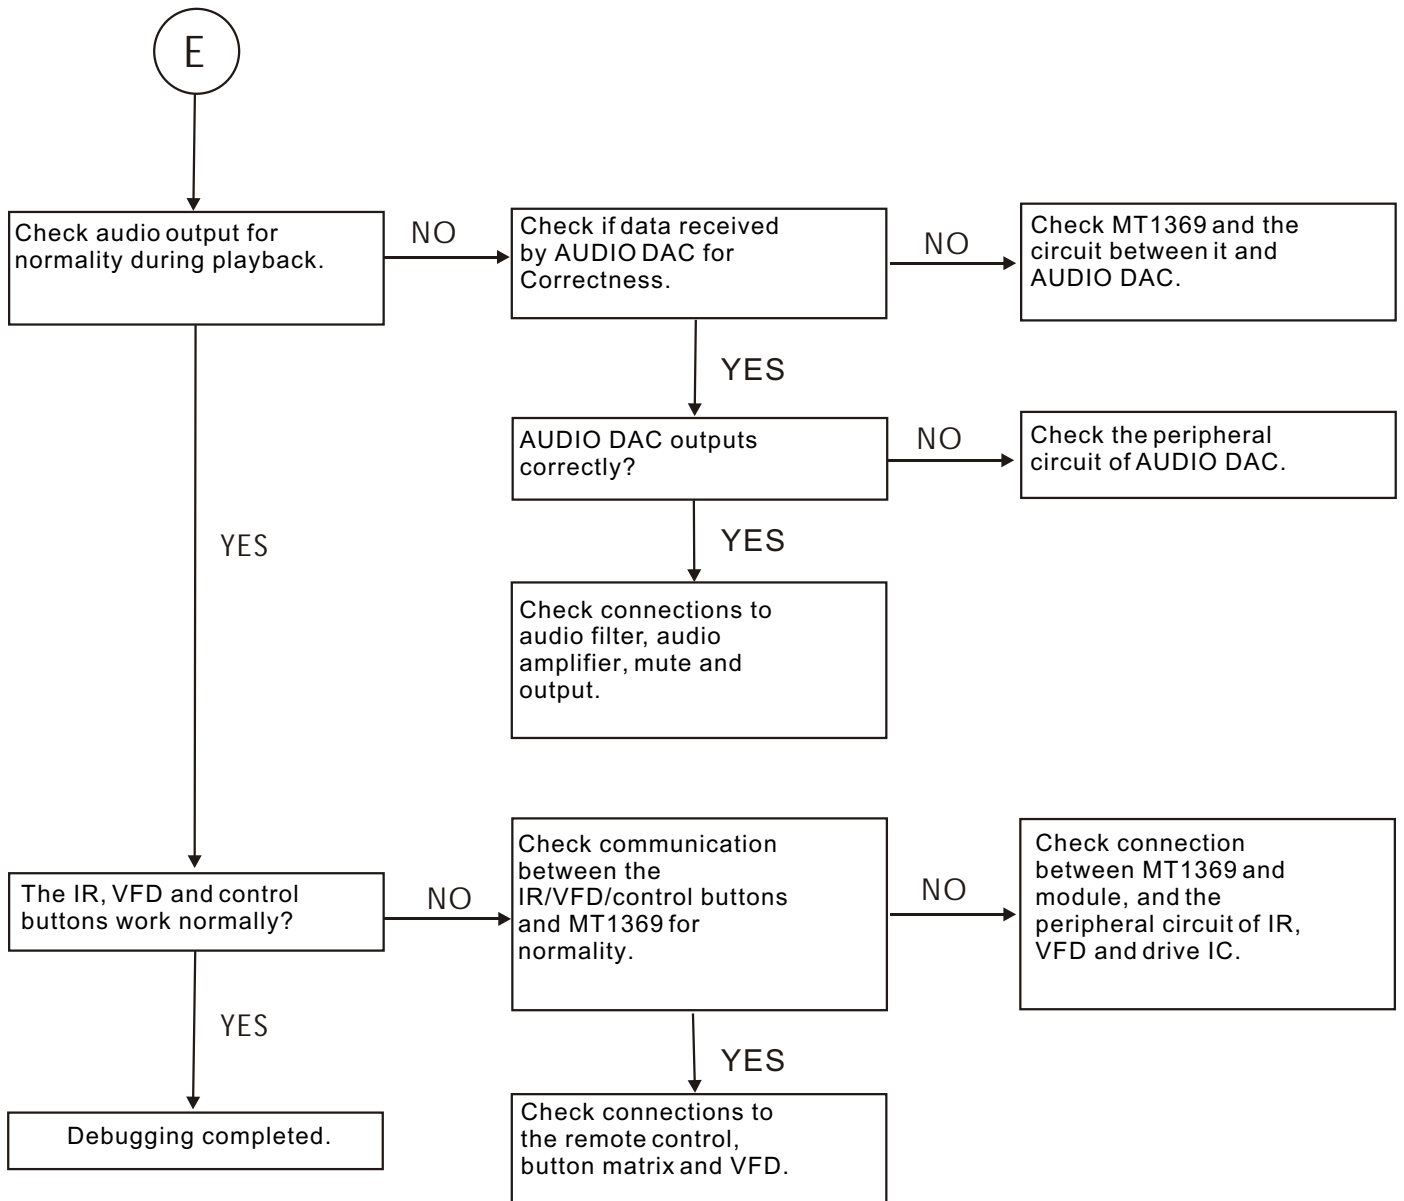 E
Check audio output for
normality during playback.
NO
Check if data received
by AUDIO DAC for
Correctness.
NO
Check MT1369 and the
circuit between it and
AUDIO DAC.
YES
AUDIO DAC outputs
correctly?
NO
Check the peripheral
circuit of AUDIO DAC.
YES
YES
Check connections to
audio filter, audio
amplifier, mute and
output.
The IR, VFD and control
buttons work normally?
NO
Check communication
between the
IR/VFD/control buttons
and MT1369 for
normality.
NO
Check connection
between MT1369 and
module, and the
peripheral circuit of IR,
VFD and drive IC.
YES
YES
Debugging completed.
Check connections to
the remote control,
button matrix and VFD.